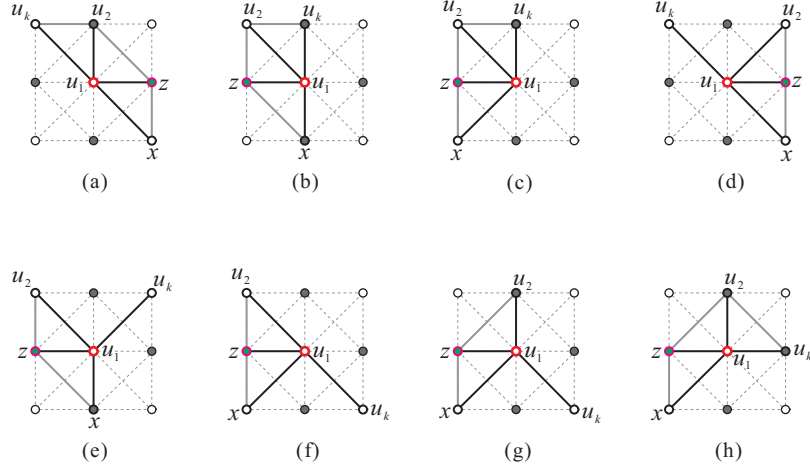 u_k u_2 u_2 u_k u_2 u_k u_k u_2
u_1 z z u_1 z u_1 u_1 z
x x x x
(a) (b) (c) (d)
u_2 u_k u_2 u_2 u_2
z u_1 z u_1 z u_1 z u_1 u_k
x x u_k x u_k x
(e) (f) (g) (h)